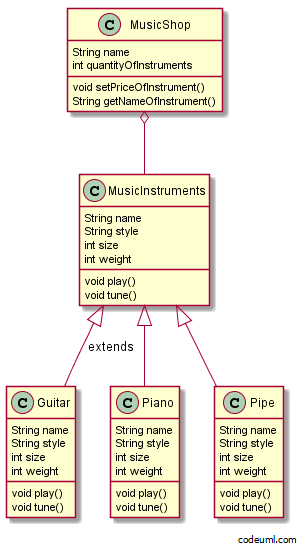 C MusicShop
String name
int quantityOfInstruments
void setPriceOfInstrument()
String getNameOfInstrument()
C MusicInstruments
String name
String style
int size
int weight
void play()
void tune()
extends
C Guitar
String name
String style
int size
int weight
void play()
void tune()
C Piano
String name
String style
int size
int weight
void play()
void tune()
C Pipe
String name
String style
int size
int weight
void play()
void tune()
codeuml.com